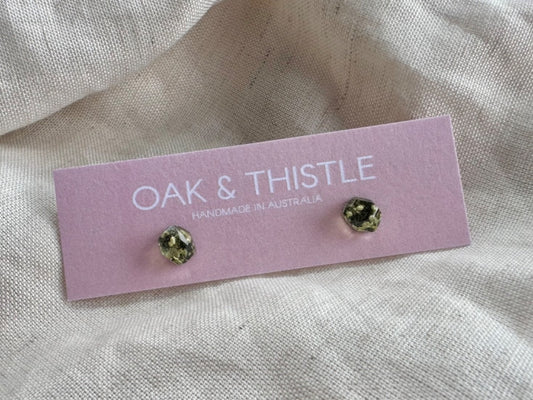 OAK & THISTLE
HANDMADE IN AUSTRALIA